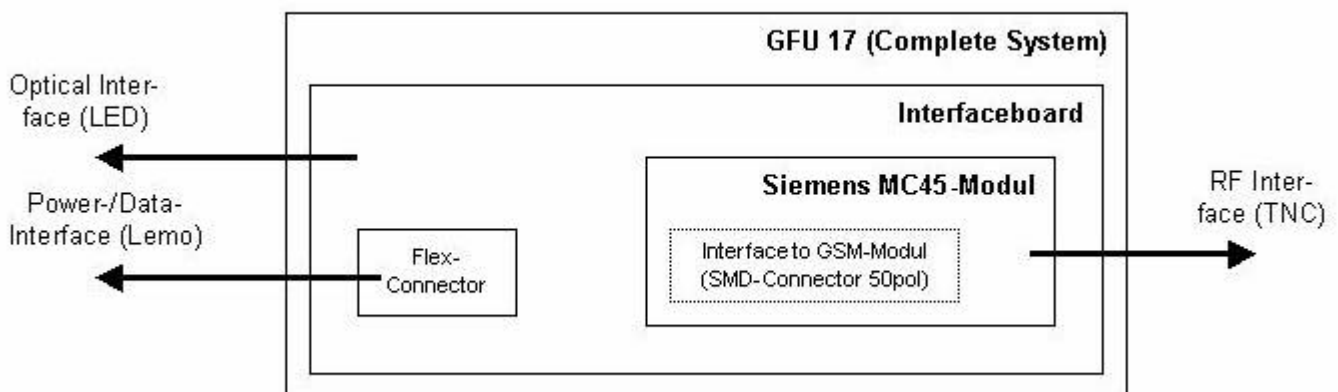 GFU 17 (Complete System)
Optical Inter-
face (LED)
Interfaceboard
Siemens MC45-Modul
RF Inter-
face (TNC)
Power-/Data-
Interface (Lemo)
Flex-
Connector
Interface to GSM-Modul
(SMD-Connector 50pol)